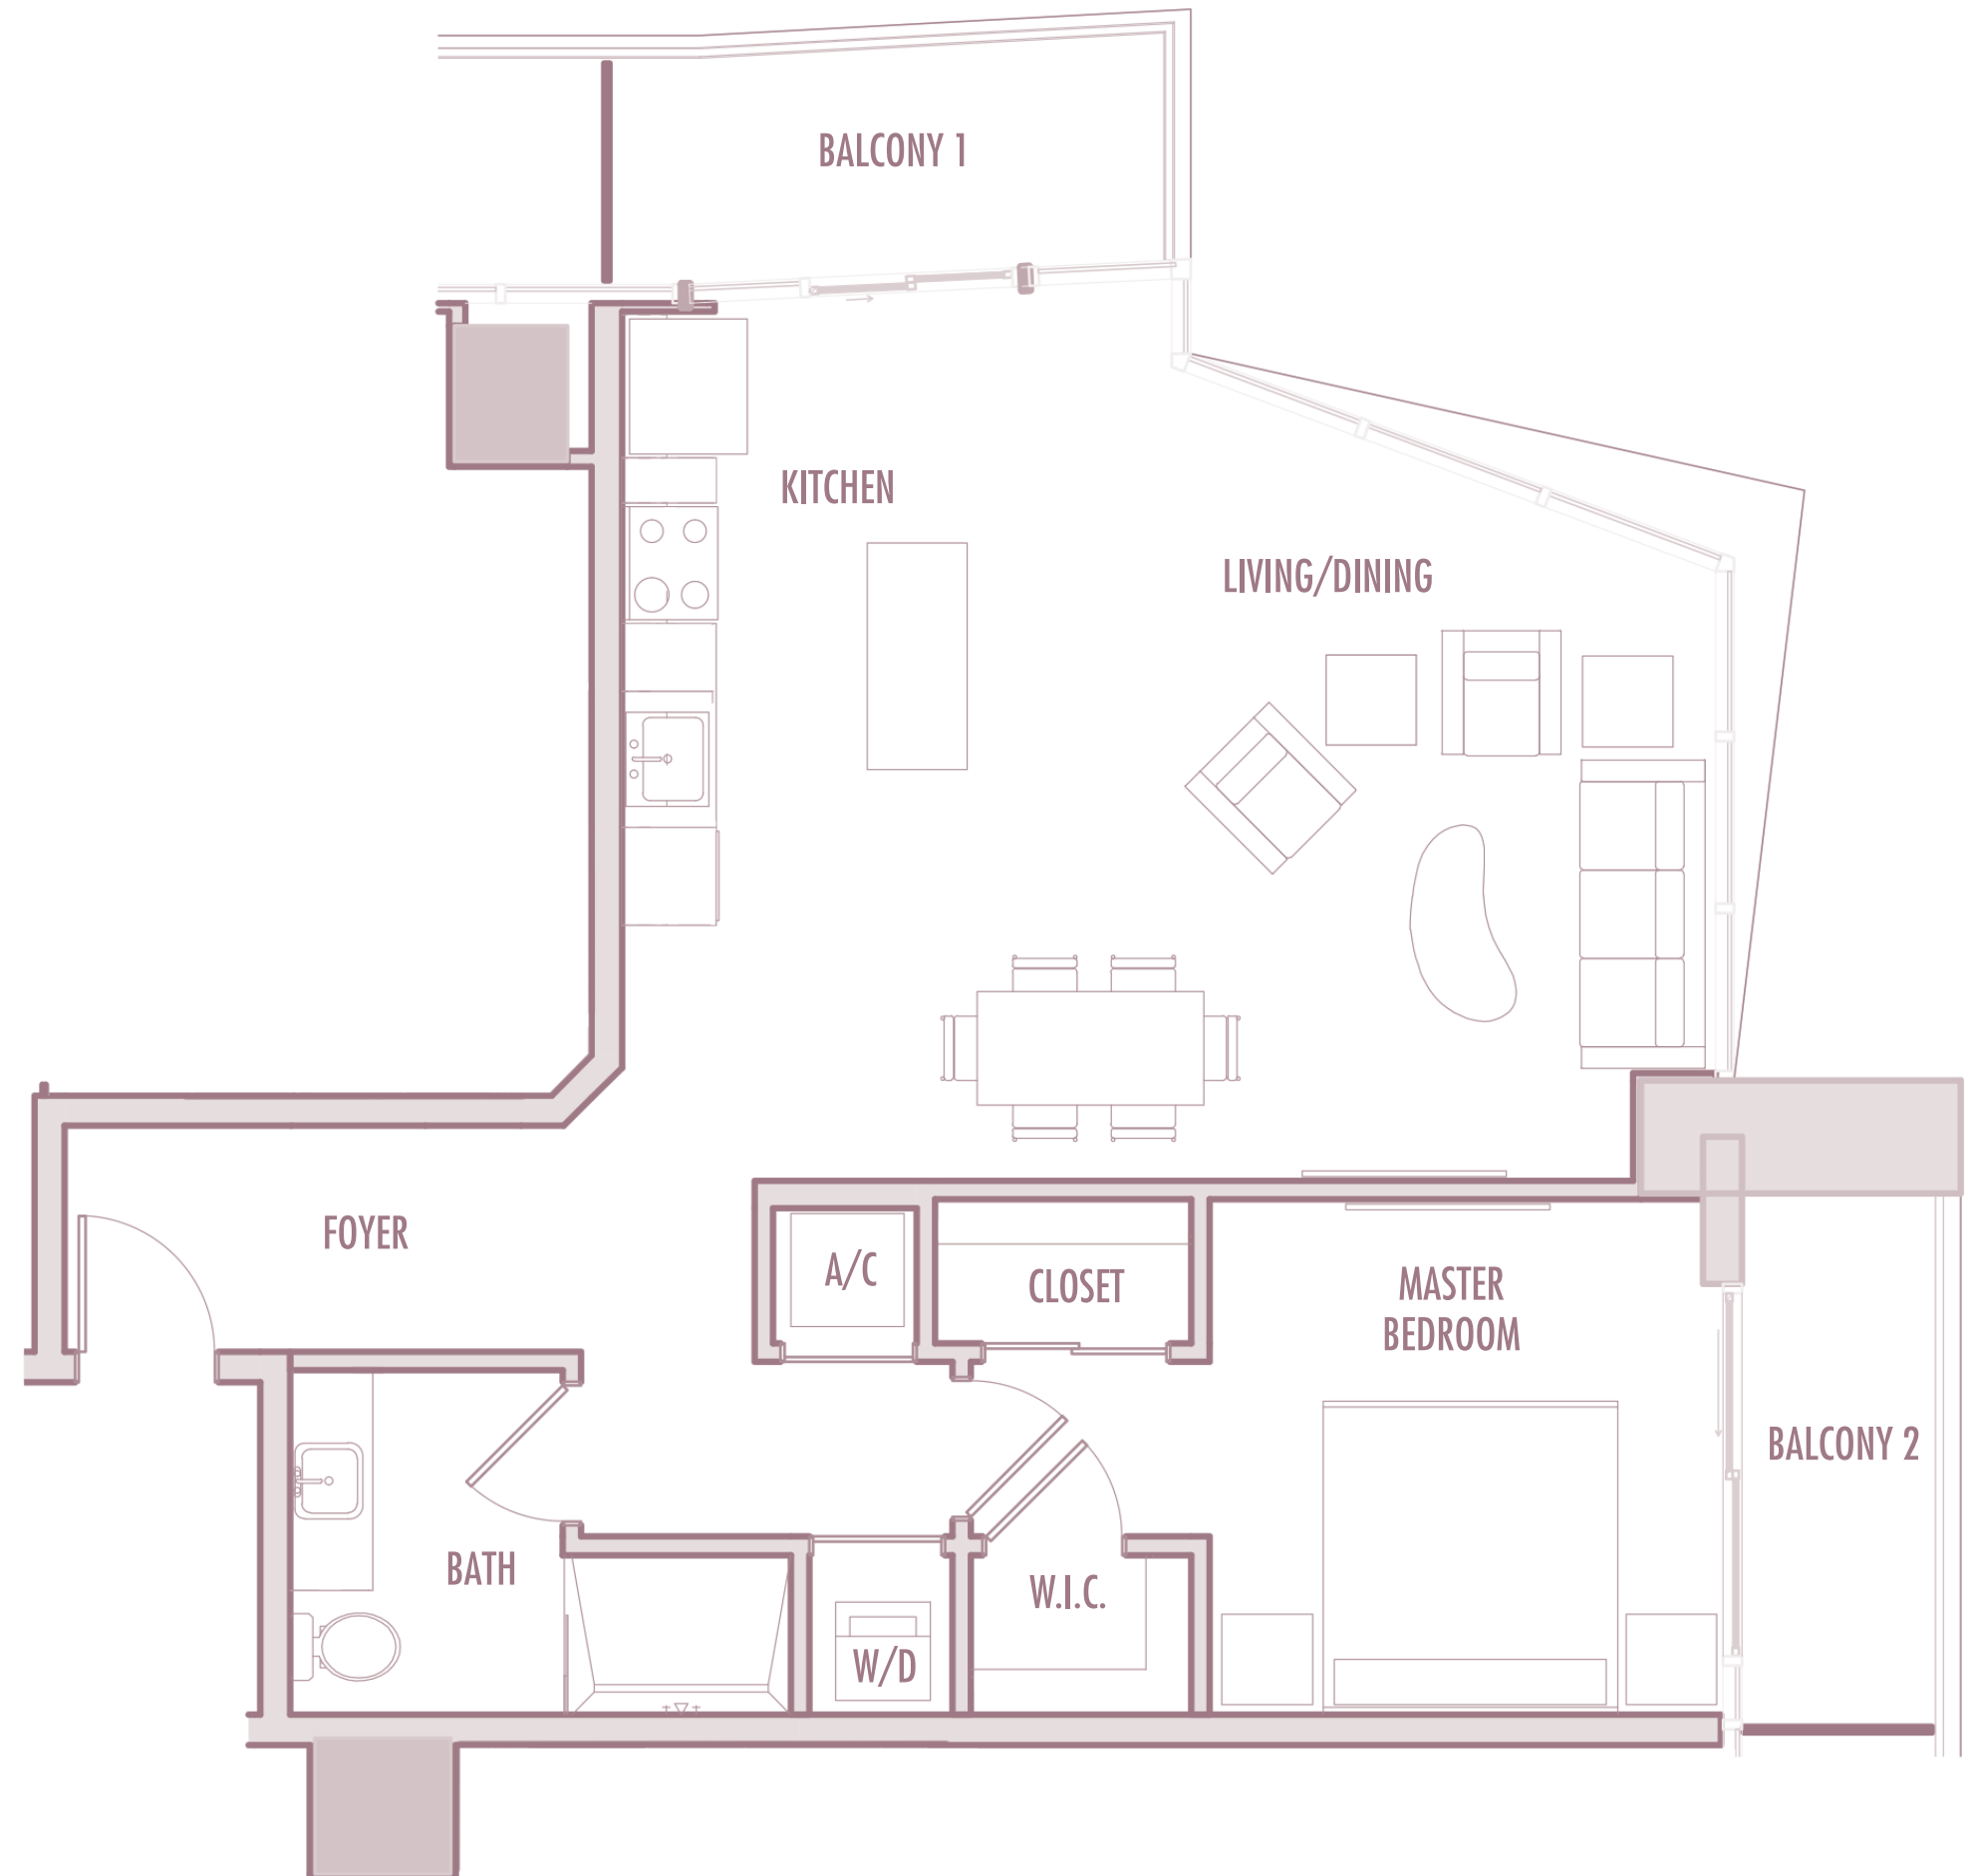 BALCONY 1
KITCHEN
LIVING/DINING
FOYER
A/C
CLOSET
MASTER
BEDROOM
BALCONY 2
BATH
W.I.C.
W/D